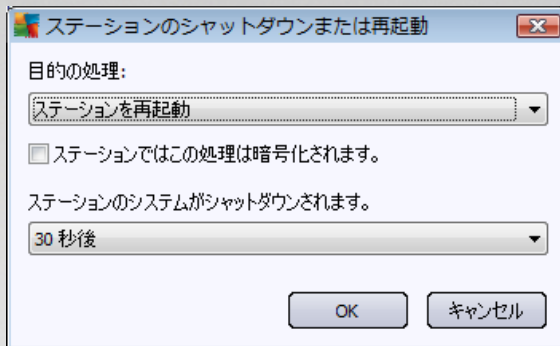 ステーションのシャットダウンまたは再起動
目的の処理:
ステーションを再起動
ステーションではこの処理は暗号化されます。
ステーションのシステムがシャットダウンされます。
30 秒後
OK
キャンセル